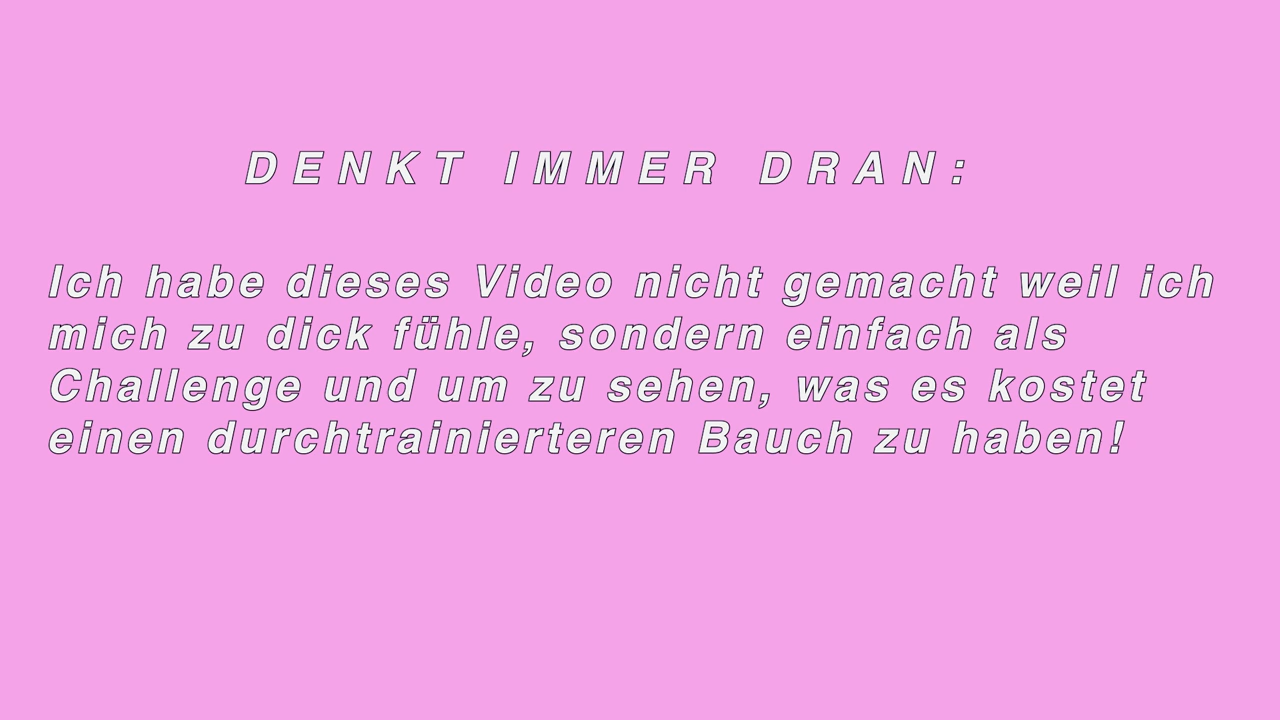 DENKT IMMER DRAN:
Ich habe dieses Video nicht gemacht weil ich
mich zu dick fühle, sondern einfach als
Challenge und um zu sehen, was es kostet
einen durchtrainierteren Bauch zu haben!